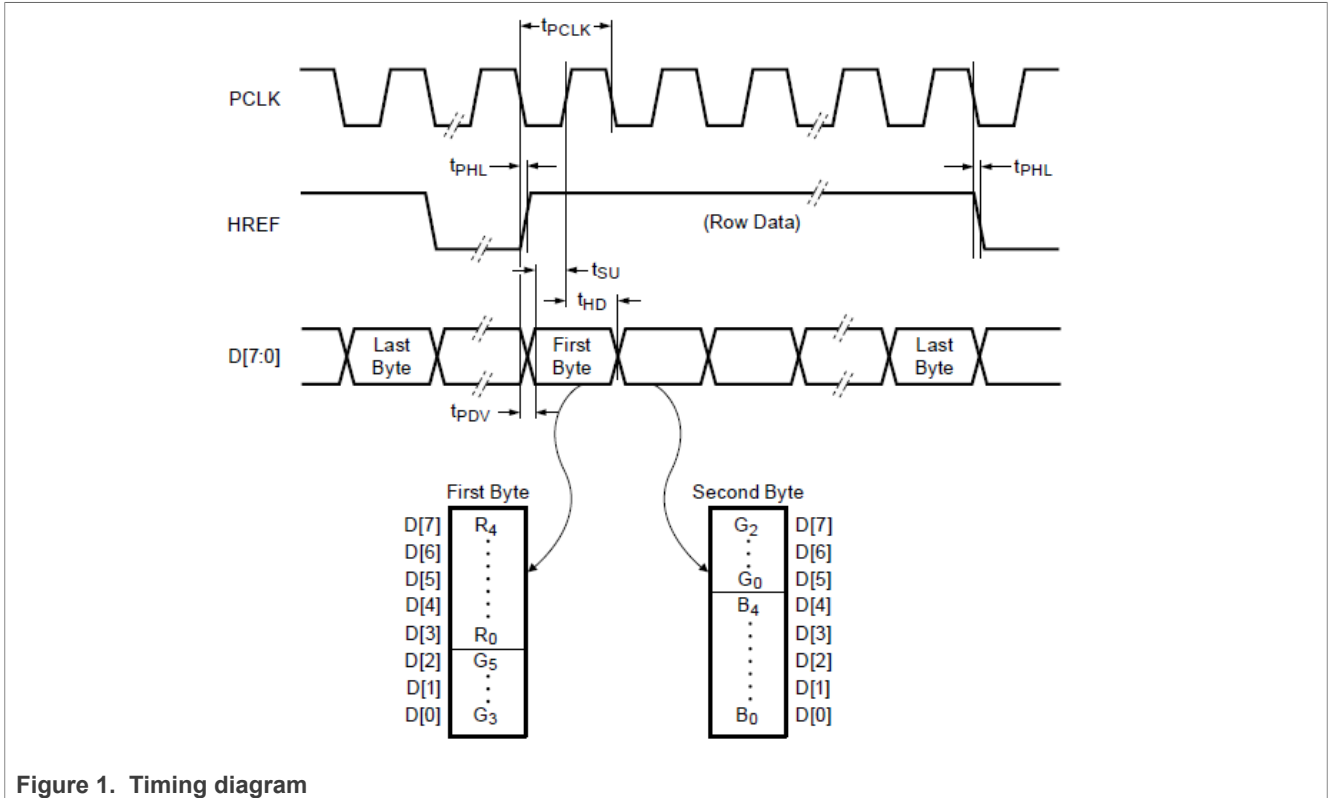 tPCLK
PCLK
tPHL
tPHL
HREF
(Row Data)
tSU
tHD
D[7:0]
Last
Byte
First
Byte
Last
Byte
tPDV
First Byte
Second Byte
D[7] R4
D[6]
D[5]
D[4]
D[3] R0
D[2] G5
D[1]
D[0] G3
G2 D[7]
D[6]
G0 D[5]
B4 D[4]
D[3]
D[2]
D[1]
B0 D[0]
Figure 1. Timing diagram